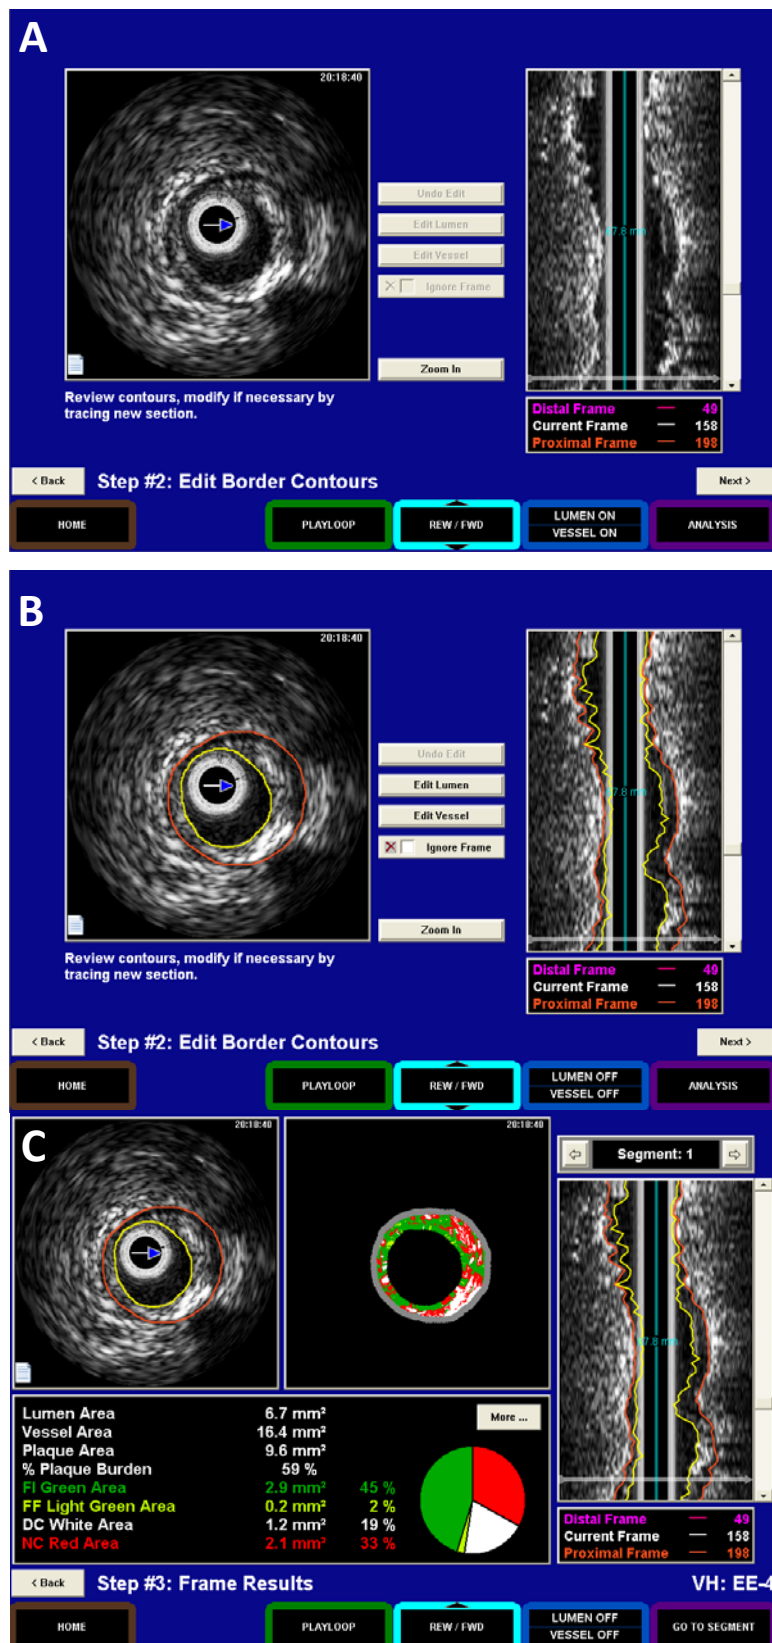 A
20:18:40
Undo Edit
Edit Lumen
Edit Vessel
Ignore Frame
Zoom In
Review contours, modify if necessary by
tracing new section.
Distal Frame — 49
Current Frame — 158
Proximal Frame — 198
< Back
Step #2: Edit Border Contours
Next >
HOME
PLAYLOOP
REW / FWD
LUMEN ON
VESSEL ON
ANALYSIS
B
20:18:40
Undo Edit
Edit Lumen
Edit Vessel
Ignore Frame
Zoom In
Review contours, modify if necessary by
tracing new section.
Distal Frame — 49
Current Frame — 158
Proximal Frame — 198
< Back
Step #2: Edit Border Contours
Next >
HOME
PLAYLOOP
REW / FWD
LUMEN OFF
VESSEL OFF
ANALYSIS
C
20:18:40
20:18:40
Segment: 1
Lumen Area 6.7 mm²
Vessel Area 16.4 mm²
Plaque Area 9.6 mm²
% Plaque Burden 59 %
FI Green Area 2.9 mm² 45 %
FF Light Green Area 0.2 mm² 2 %
DC White Area 1.2 mm² 19 %
NC Red Area 2.1 mm² 33 %
More ...
Distal Frame — 49
Current Frame — 158
Proximal Frame — 198
< Back
Step #3: Frame Results
VH: EE-4
HOME
PLAYLOOP
REW / FWD
LUMEN OFF
VESSEL OFF
GO TO SEGMENT